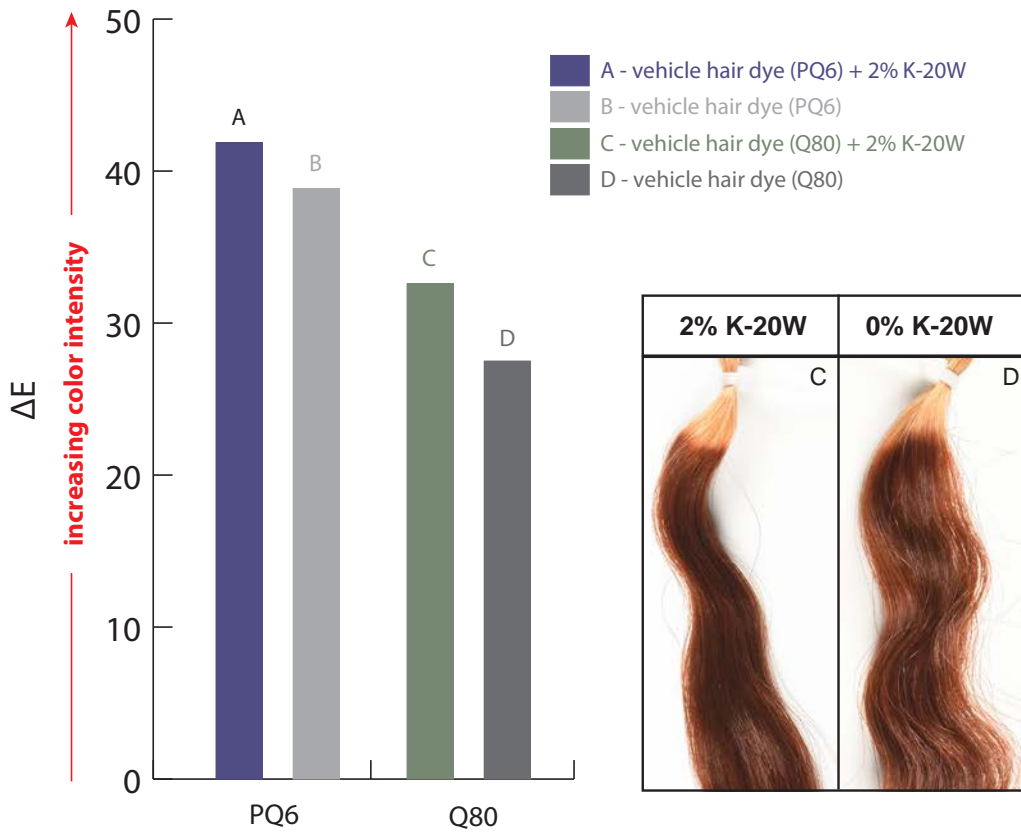 50
40
30
20
10
0
ΔE
increasing color intensity
A
B
C
D
PQ6
Q80
A - vehicle hair dye (PQ6) + 2% K-20W
B - vehicle hair dye (PQ6)
C - vehicle hair dye (Q80) + 2% K-20W
D - vehicle hair dye (Q80)
2% K-20W
0% K-20W
C
D